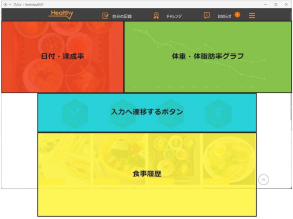 Healthy
自分の記録
チャレンジ
お知らせ
日付・達成率
体重・体脂肪率グラフ
入力へ遷移するボタン
食事履歴